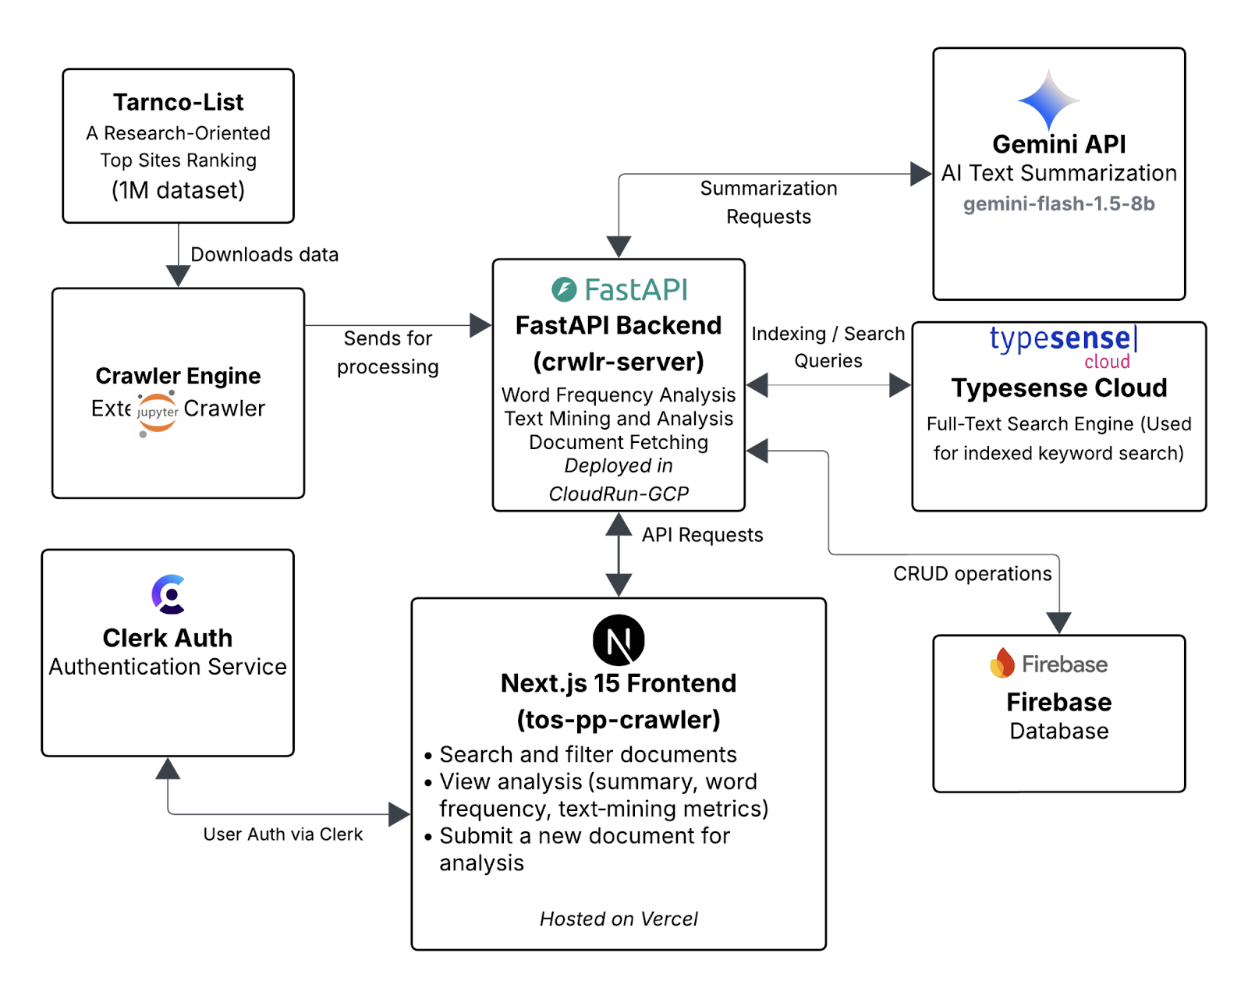 Tarnco-List
A Research-Oriented
Top Sites Ranking
(1M dataset)
Downloads data
Crawler Engine
Exte
jupyter
Crawler
Sends for
processing
Gemini API
AI Text Summarization
gemini-flash-1.5-8b
Summarization
Requests
FastAPI
FastAPI Backend
(crwlr-server)
Word Frequency Analysis
Text Mining and Analysis
Document Fetching
Deployed in
CloudRun-GCP
Indexing / Search
Queries
typesense
cloud
Typesense Cloud
Full-Text Search Engine (Used
for indexed keyword search)
API Requests
CRUD operations
Firebase
Firebase
Database
Clerk Auth
Authentication Service
User Auth via Clerk
N
Next.js 15 Frontend
(tos-pp-crawler)
• Search and filter documents
• View analysis (summary, word
frequency, text-mining metrics)
• Submit a new document for
analysis
Hosted on Vercel